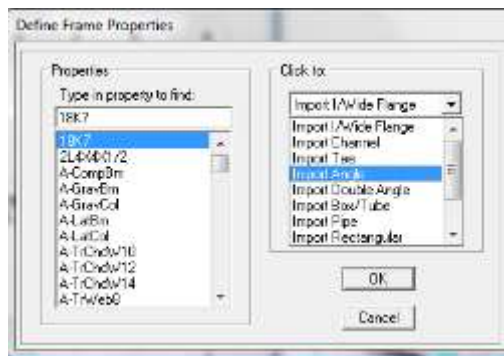 Define Frame Properties
Properties
Type in property to find:
18K7
18K7
2L4X4X1/2
A-CompBm
A-GravBm
A-GravCol
A-LatBm
A-LatCol
A-TrChdW10
A-TrChdW12
A-TrChdW14
A-TrWeb8
Click to:
Import I/Wide Flange
Import I/Wide Flange
Import Channel
Import Tee
Import Angle
Import Double Angle
Import Box/Tube
Import Pipe
Import Rectangular
OK
Cancel